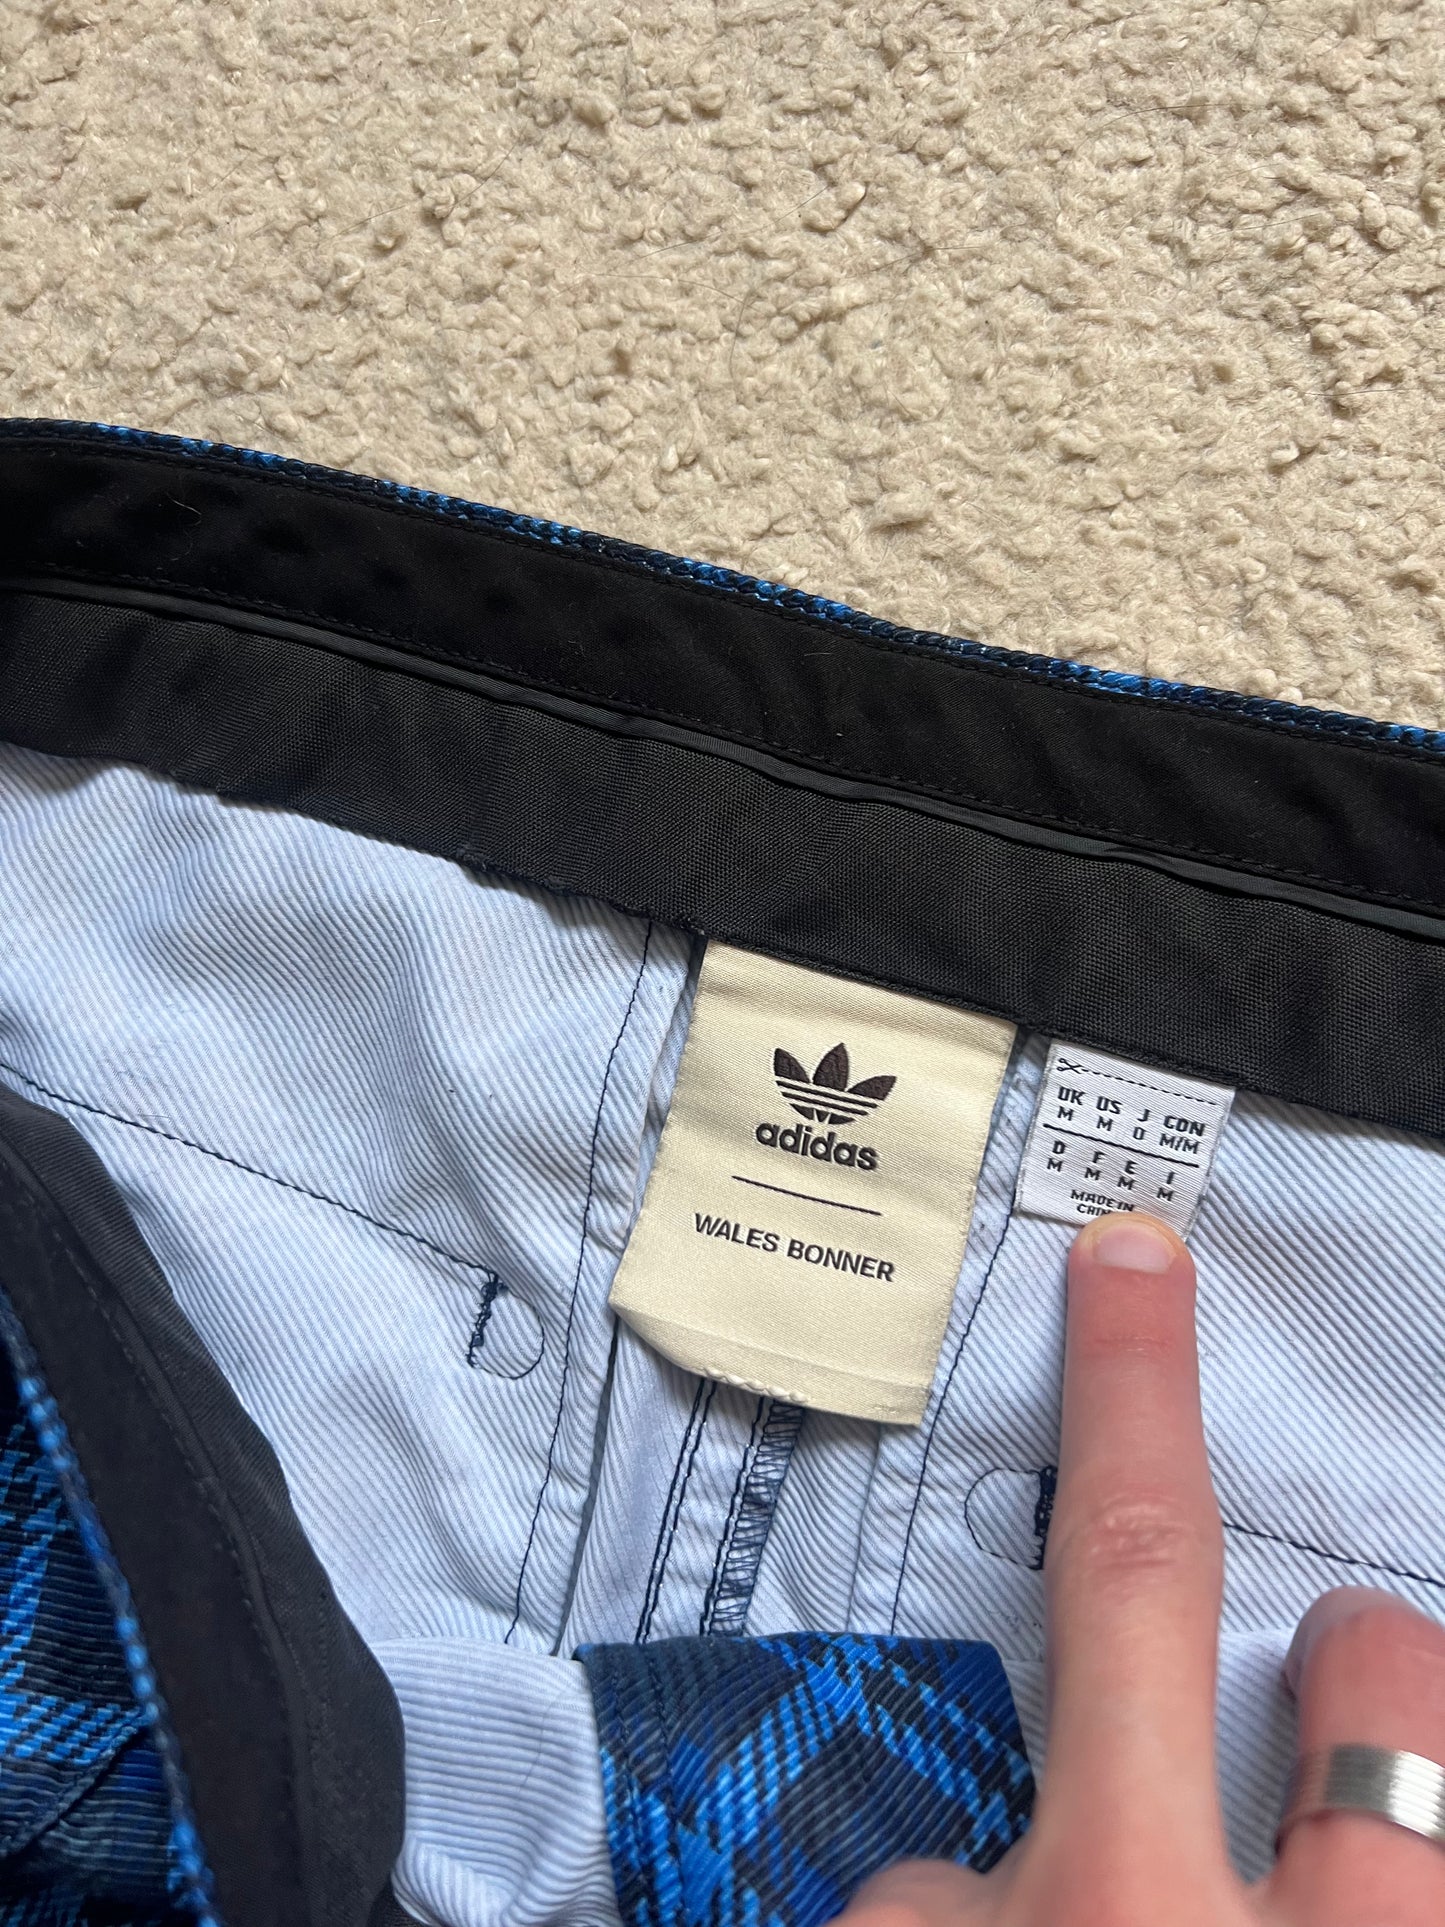 adidas
WALES BONNER
UK US J CON
M M O M/M
D F E I
M M M M
MADE IN